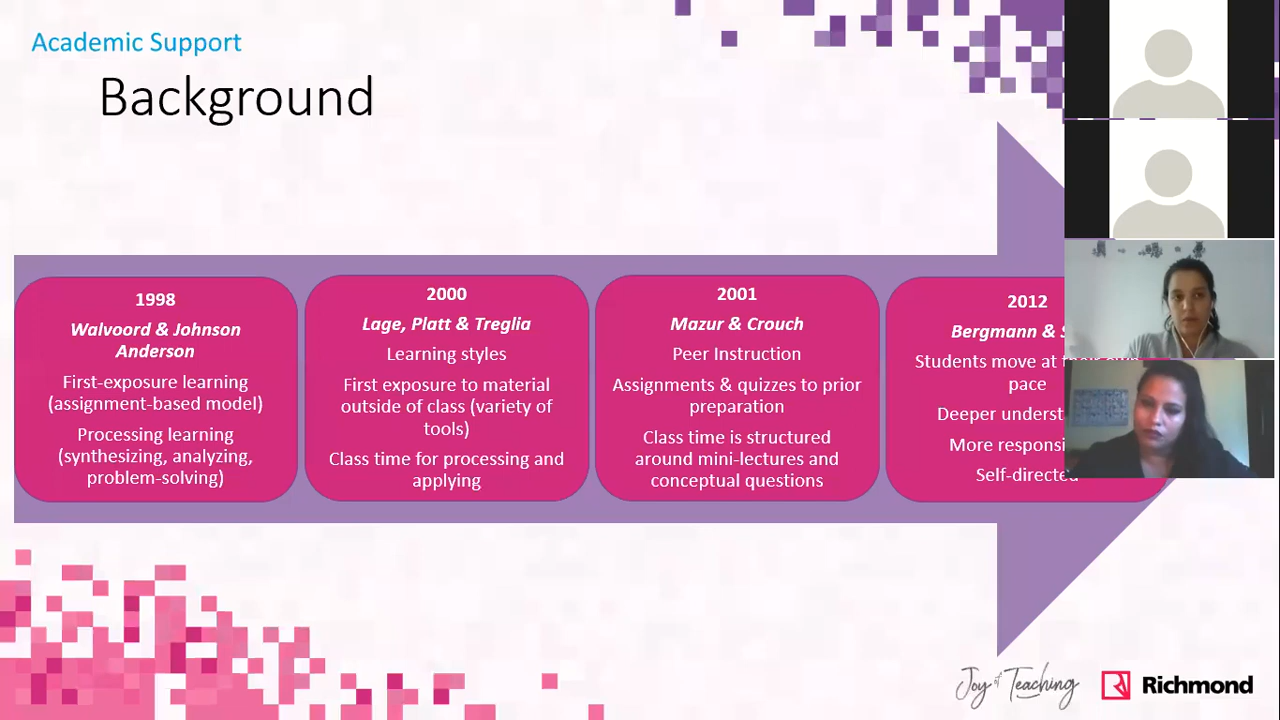 Academic Support
Background
1998
Walvoord & Johnson
Anderson
First-exposure learning
(assignment-based model)
Processing learning
(synthesizing, analyzing,
problem-solving)
2000
Lage, Platt & Treglia
Learning styles
First exposure to material
outside of class (variety of
tools)
Class time for processing and
applying
2001
Mazur & Crouch
Peer Instruction
Assignments & quizzes to prior
preparation
Class time is structured
around mini-lectures and
conceptual questions
2012
Bergmann &
Students move at
pace
Deeper
More
Self-directed
Joy of Teaching
Richmond